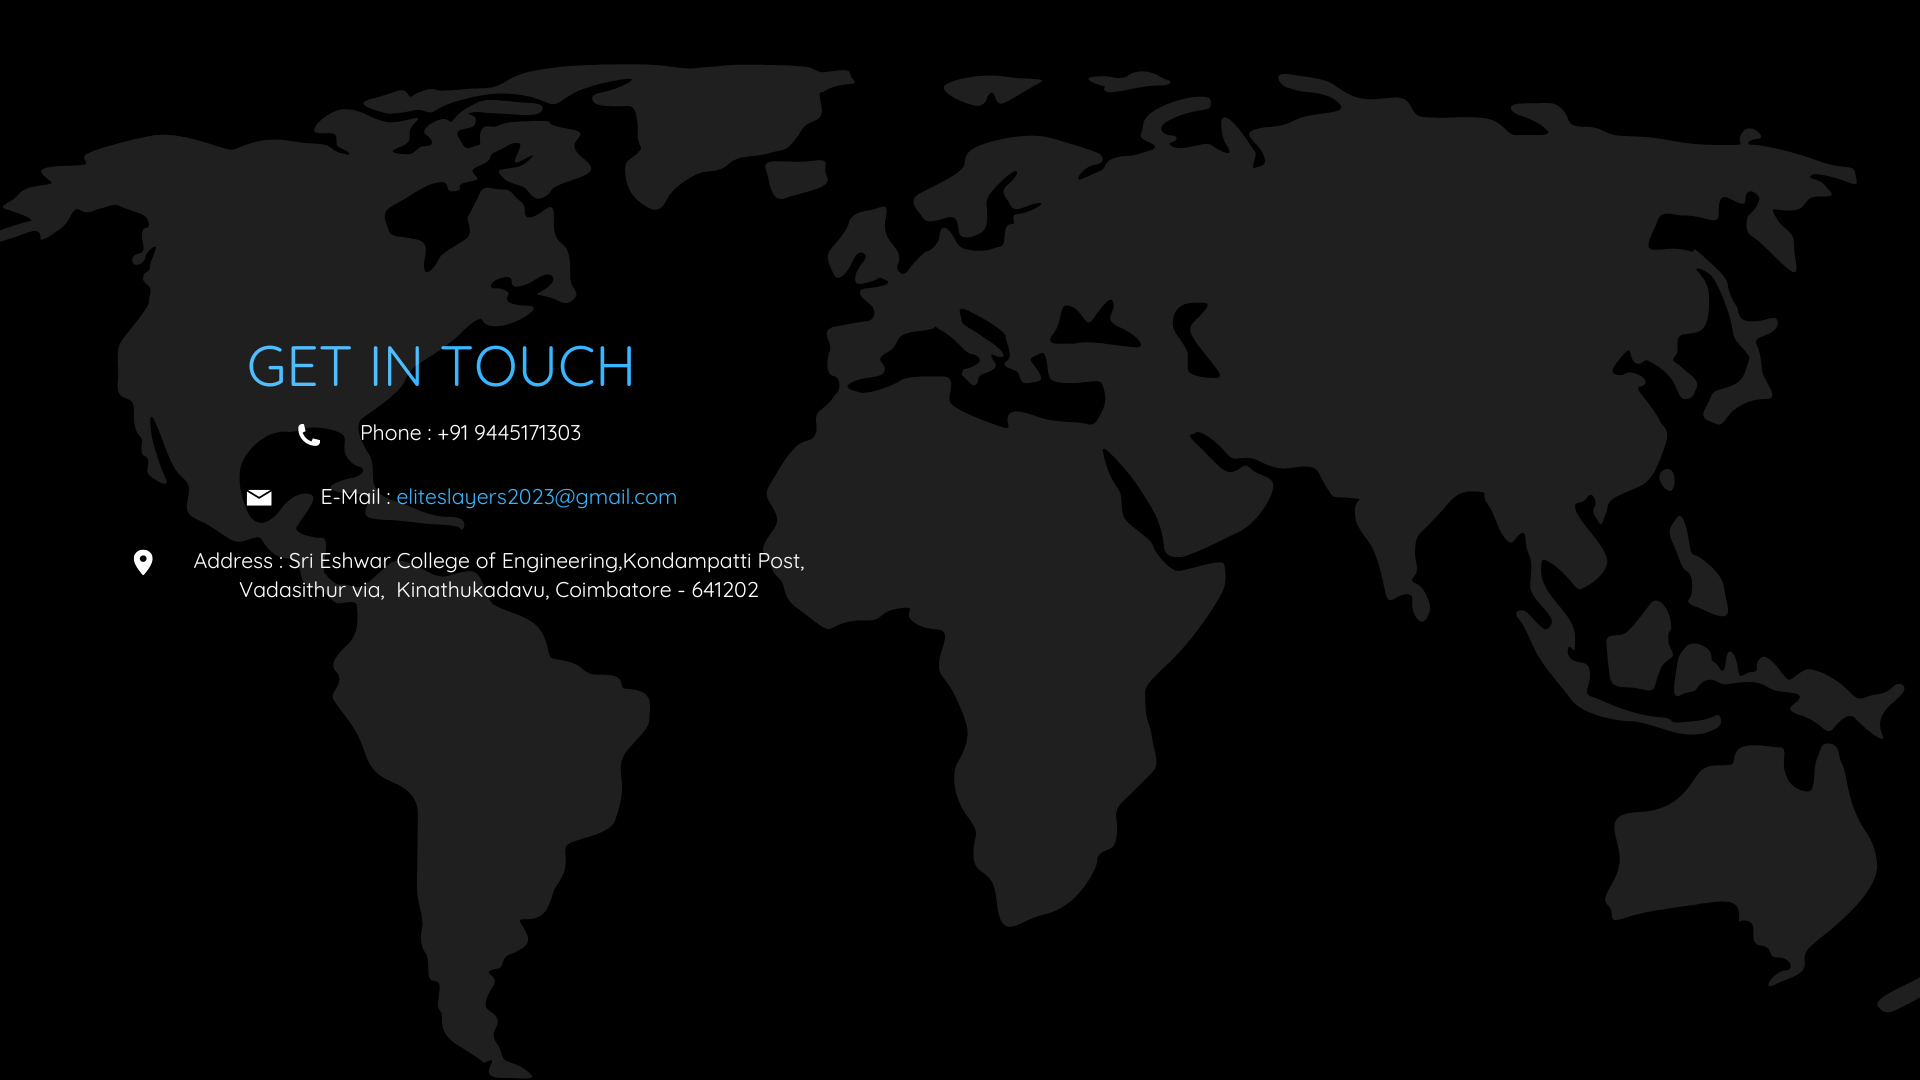 GET IN TOUCH
Phone : +91 9445171303
E-Mail : eliteslayers2023@gmail.com
Address : Sri Eshwar College of Engineering,Kondampatti Post,
Vadasithur via,  Kinathukadavu, Coimbatore - 641202